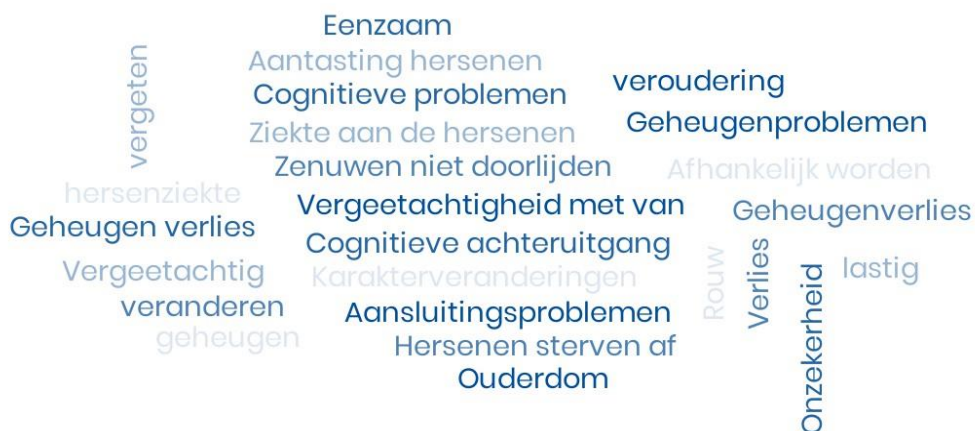 Eenzaam
vergeten
Aantasting hersenen
Cognitieve problemen
veroudering
Ziekte aan de hersenen
Geheugenproblemen
Zenuwen niet doorlijden
Afhankelijk worden
hersenziekte
Vergeetachtigheid met van
Geheugenverlies
Geheugen verlies
Cognitieve achteruitgang
Vergeetachtig
Karakterveranderingen
Rouw
Verlies
lastig
veranderen
Aansluitingsproblemen
Onzekerheid
geheugen
Hersenen sterven af
Ouderdom